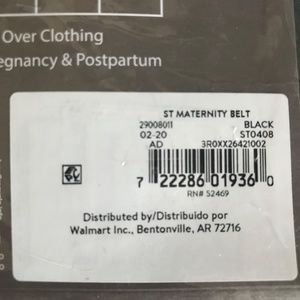 Over Clothing
egnancy & Postpartum
ST MATERNITY BELT
29008011 BLACK
02-20 ST0408
AD 3R0XX26421002
7 22286 01936 0
RN# 52469
Distributed by/Distribuido por
Walmart Inc., Bentonville, AR 72716